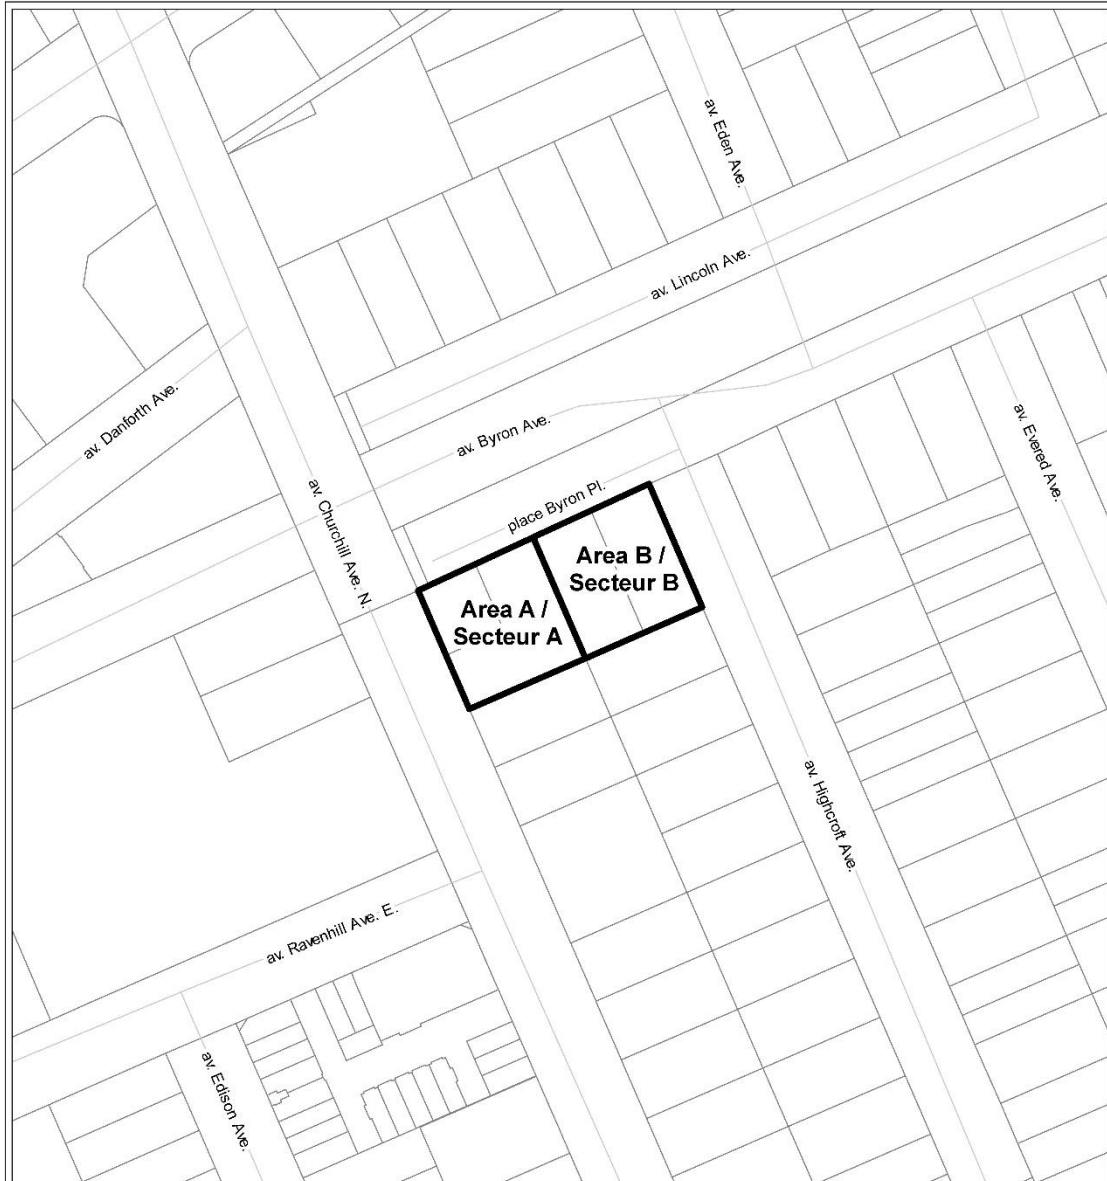 av. Eden Ave.
av. Lincoln Ave.
av. Danforth Ave.
av. Byron Ave.
av. Evered Ave.
av. Churchill Ave. N.
place Byron Pl.
Area B /
Secteur B
Area A /
Secteur A
av. Highcroft Ave.
av. Ravenhill Ave. E.
av. Edison Ave.